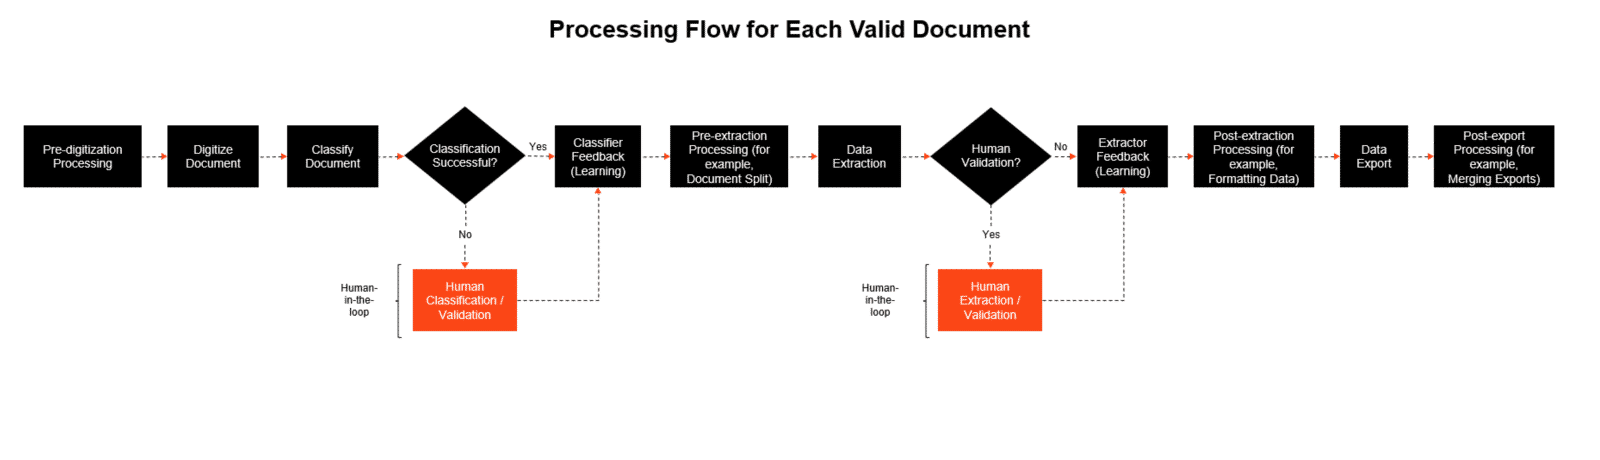 Processing Flow for Each Valid Document
Pre-digitization
Processing
Digitize
Document
Classify
Document
Classification
Successful?
Yes
Classifier
Feedback
(Learning)
Pre-extraction
Processing (for
example,
Document Split)
Data
Extraction
Human
Validation?
No
Extractor
Feedback
(Learning)
Post-extraction
Processing (for
example,
Formatting Data)
Data
Export
Post-export
Processing (for
example,
Merging Exports)
No
Yes
Human-
in-the-
loop
Human
Classification /
Validation
Human-
in-the-
loop
Human
Extraction /
Validation